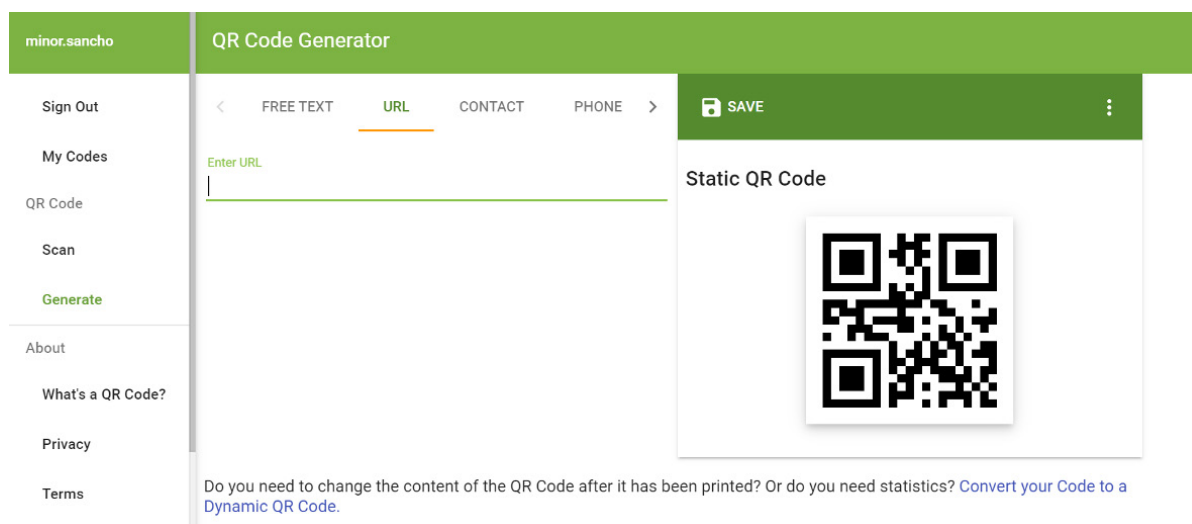 minor.sancho
QR Code Generator
Sign Out
My Codes
QR Code
Scan
Generate
About
What's a QR Code?
Privacy
Terms
FREE TEXT
URL
CONTACT
PHONE
Enter URL
SAVE
Static QR Code
Do you need to change the content of the QR Code after it has been printed? Or do you need statistics? Convert your Code to a
Dynamic QR Code.